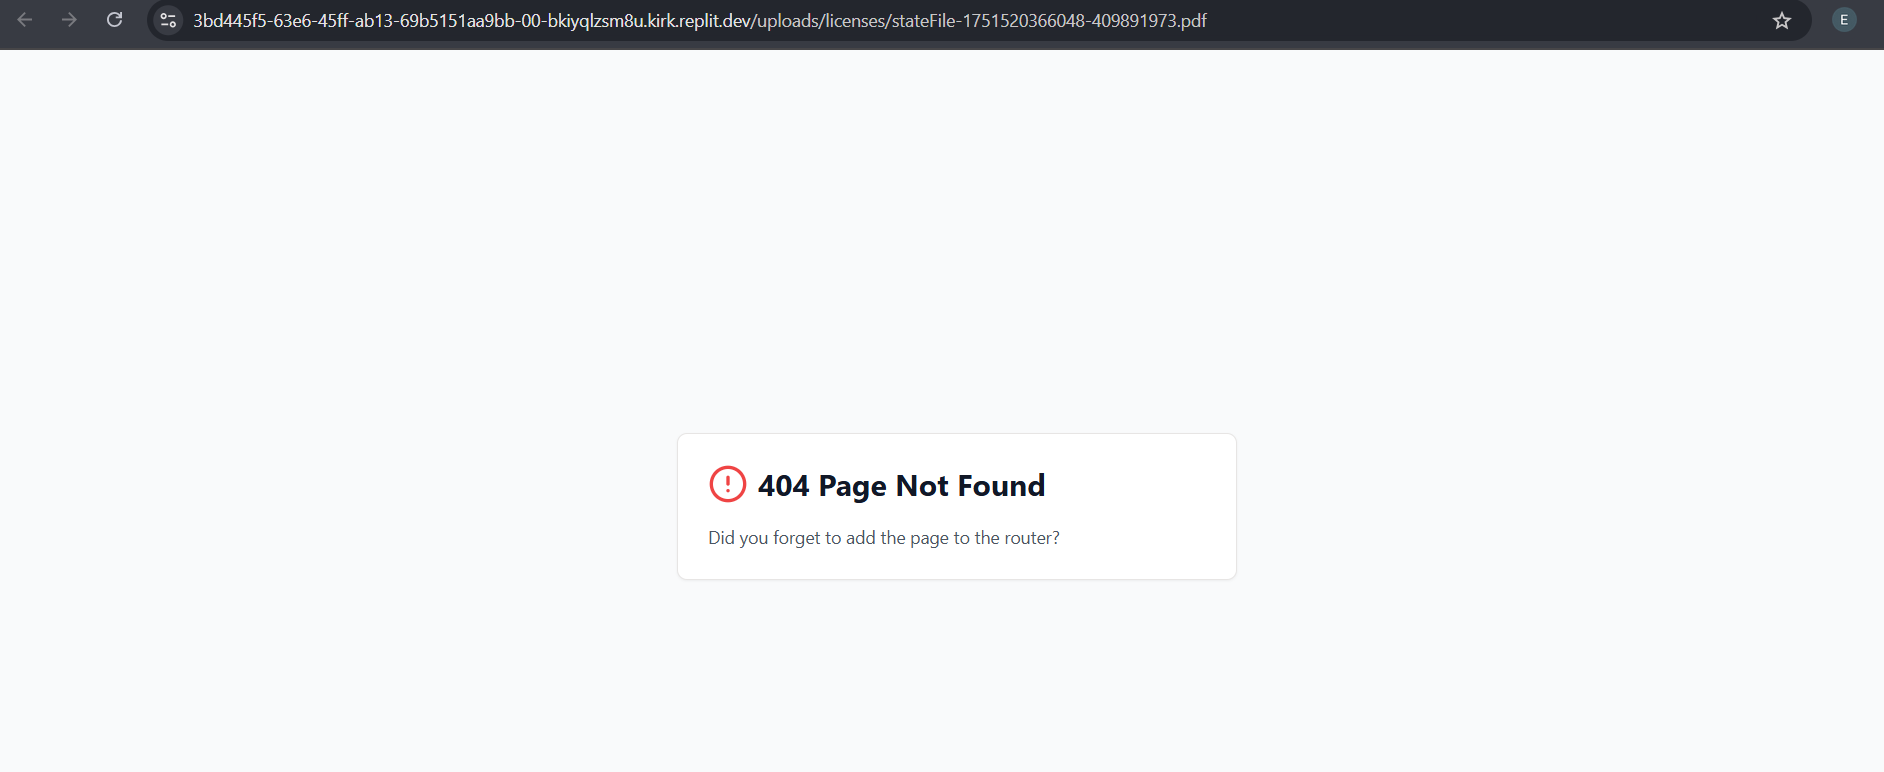 3bd445f5-63e6-45ff-ab13-69b5151aa9bb-00-bkiyqlzsm8u.kirk.replit.dev/uploads/licenses/stateFile-1751520366048-409891973.pdf
E
404 Page Not Found
Did you forget to add the page to the router?